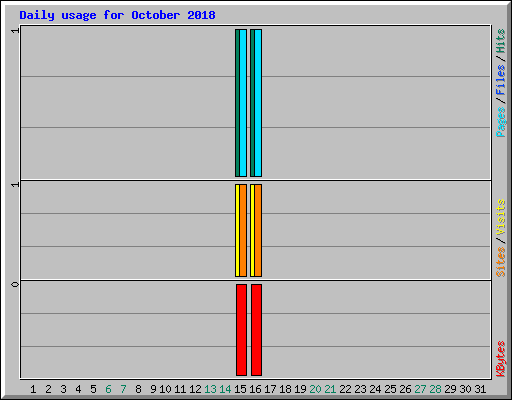 Daily usage for October 2018
1
1
0
Pages / Files / Hits
Sites / Visits
KBytes
1 2 3 4 5 6 7 8 9 10 11 12 13 14 15 16 17 18 19 20 21 22 23 24 25 26 27 28 29 30 31